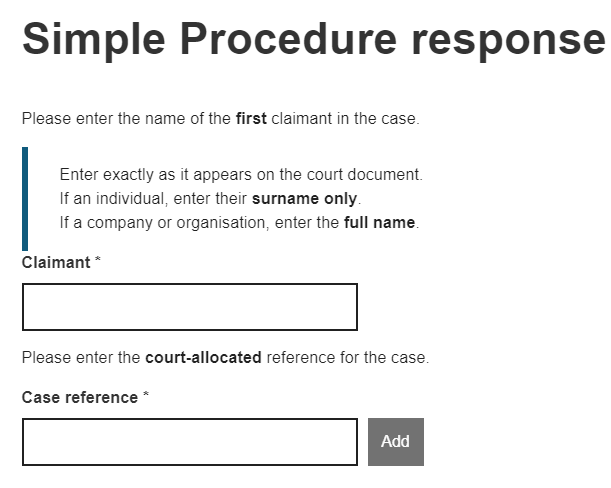 Simple Procedure response
Please enter the name of the first claimant in the case.
Enter exactly as it appears on the court document.
If an individual, enter their surname only.
If a company or organisation, enter the full name.
Claimant *
Please enter the court-allocated reference for the case.
Case reference *
Add